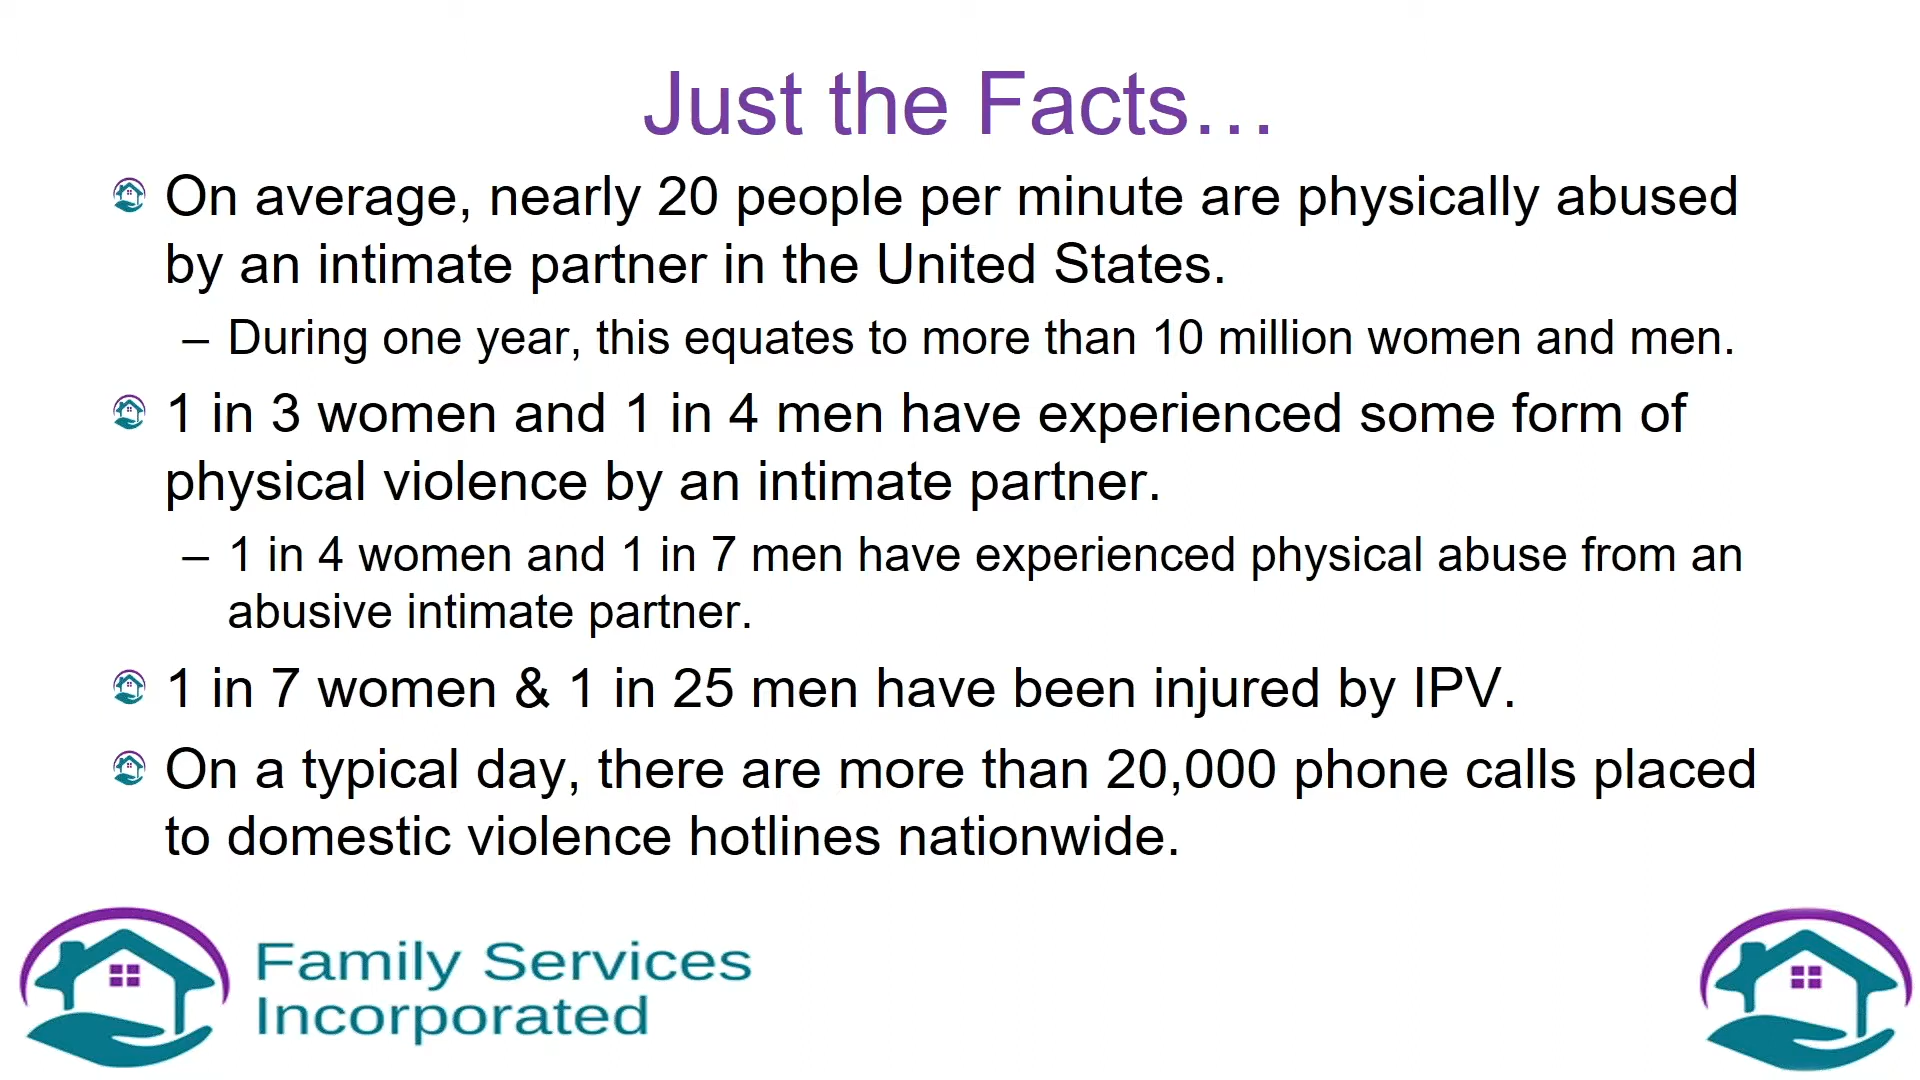 Just the Facts…
On average, nearly 20 people per minute are physically abused
by an intimate partner in the United States.
– During one year, this equates to more than 10 million women and men.
1 in 3 women and 1 in 4 men have experienced some form of
physical violence by an intimate partner.
– 1 in 4 women and 1 in 7 men have experienced physical abuse from an
abusive intimate partner.
1 in 7 women & 1 in 25 men have been injured by IPV.
On a typical day, there are more than 20,000 phone calls placed
to domestic violence hotlines nationwide.
Family Services
Incorporated